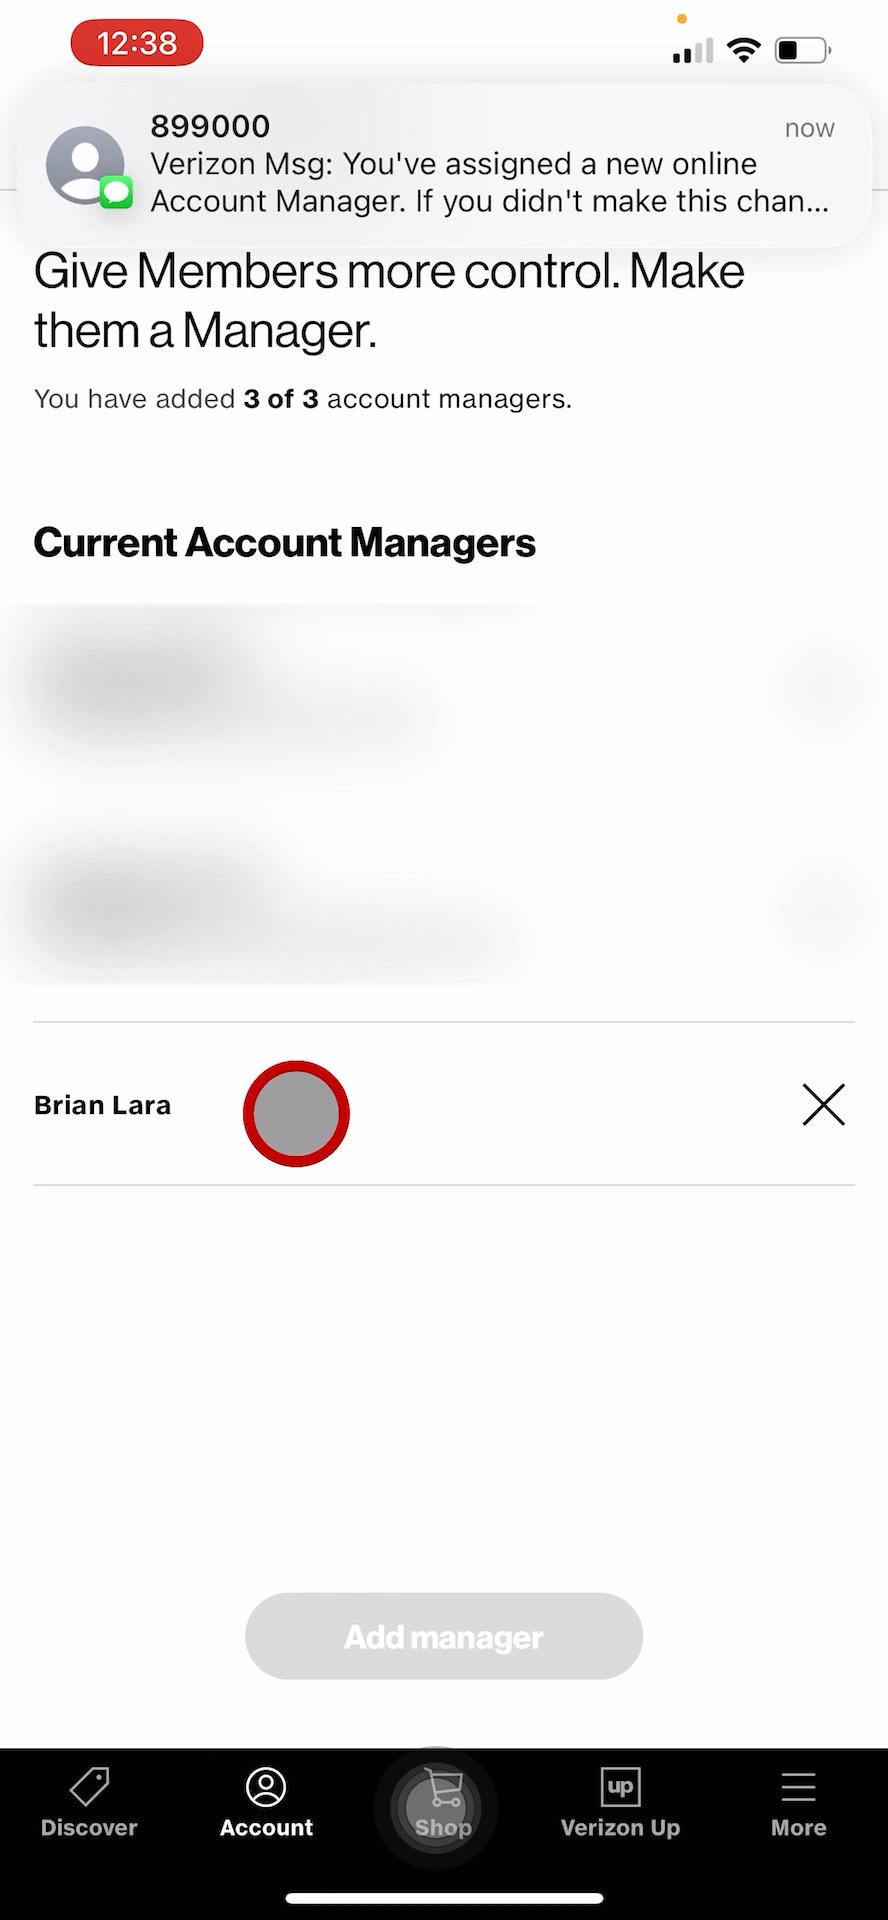 12:38
899000
now
Verizon Msg: You've assigned a new online
Account Manager. If you didn't make this chan...
Give Members more control. Make
them a Manager.
You have added 3 of 3 account managers.
Current Account Managers
Brian Lara
Add manager
up
Discover
Account
Shop
Verizon Up
More